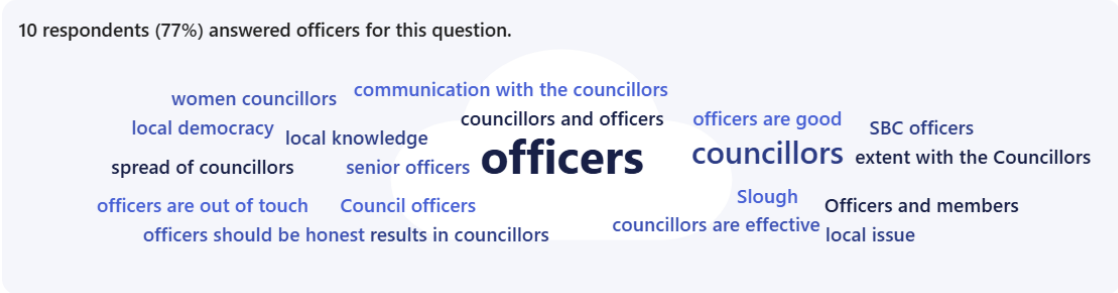 10 respondents (77%) answered officers for this question.
communication with the councillors
women councillors
councillors and officers
officers are good
local democracy
SBC officers
local knowledge
officers
councillors
extent with the Councillors
spread of councillors
senior officers
Slough
officers are out of touch
Council officers
Officers and members
councillors are effective
officers should be honest
results in councillors
local issue